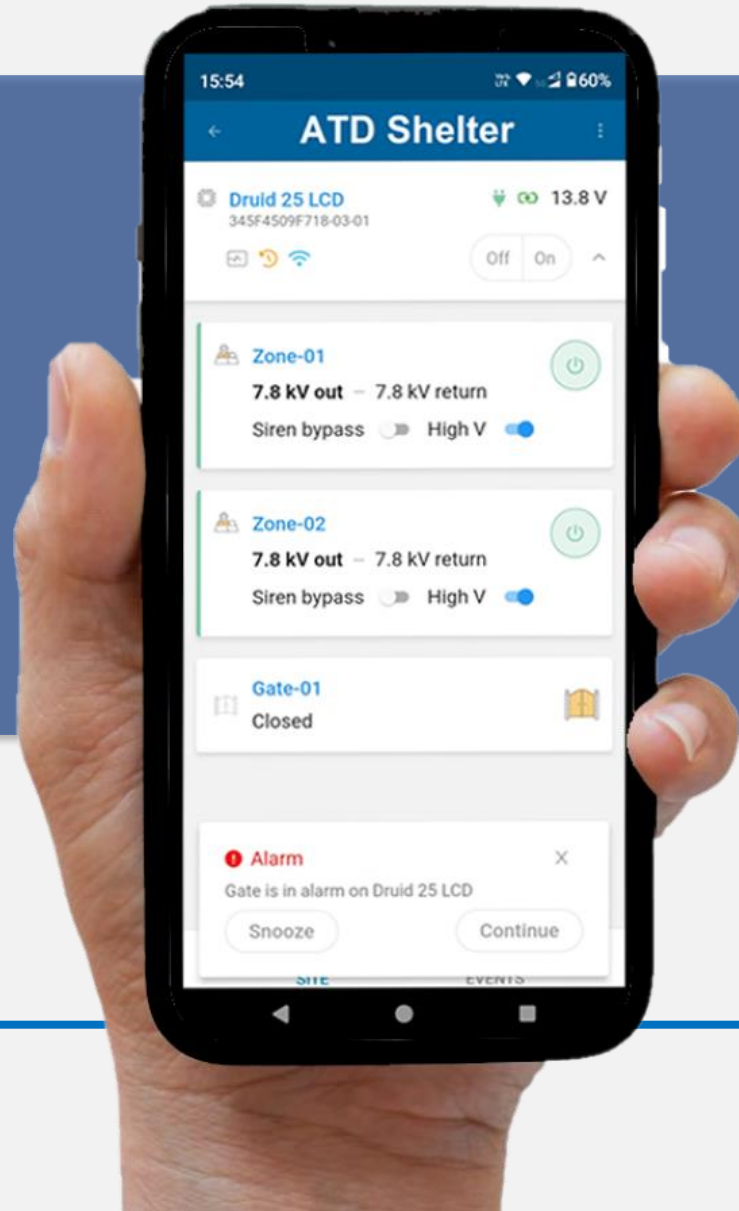 15:54 60%
ATD Shelter
Druid 25 LCD 13.8 V
345F4509F718-03-01
Off On
Zone-01
7.8 kV out – 7.8 kV return
Siren bypass High V
Zone-02
7.8 kV out – 7.8 kV return
Siren bypass High V
Gate-01
Closed
Alarm
Gate is in alarm on Druid 25 LCD
Snooze Continue
SITE EVENTS